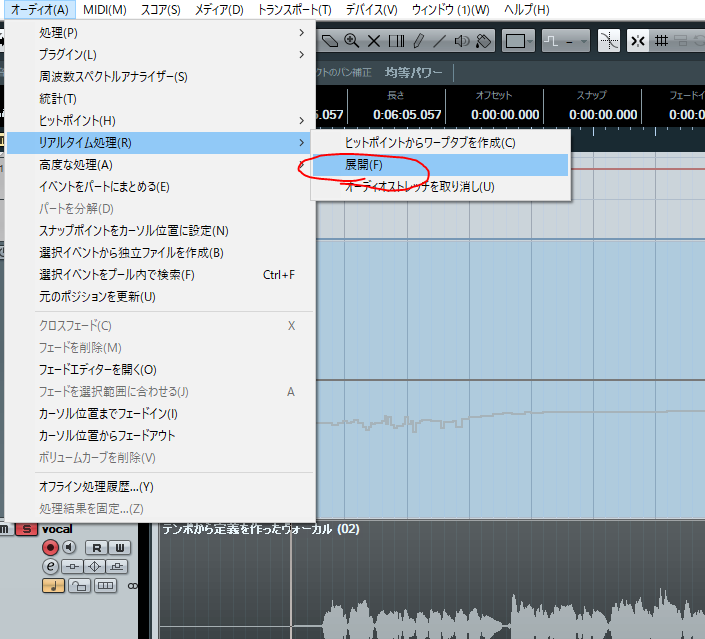 オーディオ(A) MIDI(M) スコア(S) メディア(D) トランスポート(T) デバイス(V) ウィンドウ (1)(W) ヘルプ(H)
処理(P)
プラグイン(L)
クトのパン補正 均等パワー
周波数スペクトルアナライザー(S)
統計(T)
長さ オフセット スナップ フェードイン
5.057 0:06:05.057 0:00:00.000 0:00:00.000 0:00:0
ヒットポイント(H)
リアルタイム処理(R)
ヒットポイントからワープタブを作成(C)
展開(F)
オーディオストレッチを取り消し(U)
高度な処理(A)
イベントをパートにまとめる(E)
パートを分解(D)
スナップポイントをカーソル位置に設定(N)
選択イベントから独立ファイルを作成(B)
選択イベントをプール内で検索(F) Ctrl+F
元のポジションを更新(U)
クロスフェード(C) X
フェードを削除(M)
フェードエディターを開く(O)
フェードを選択範囲に合わせる(J) A
カーソル位置までフェードイン(I)
カーソル位置からフェードアウト
ボリュームカーブを削除(V)
オフライン処理履歴...(Y)
処理結果を固定...(Z)
m S vocal
テンポから定義を作ったヴォーカル (02)
R W
e